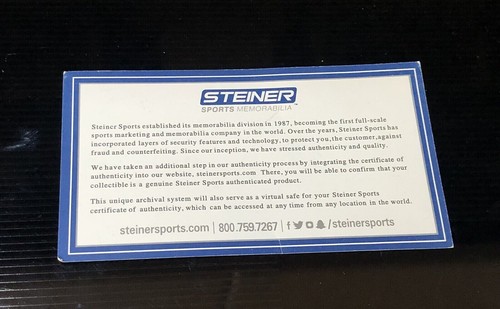 STEINER
SPORTS MEMORABILIA™
Steiner Sports established its memorabilia division in 1987, becoming the first full-scale
sports marketing and memorabilia company in the world. Over the years, Steiner Sports has
incorporated layers of security features and technology, to protect you, the customer, against
fraud and counterfeiting. Since our inception, we have stressed authenticity and quality.
We have taken an additional step in our authenticity process by integrating the certificate of
authenticity into our website, steinersports.com There, you will be able to confirm that your
collectible is a genuine Steiner Sports authenticated product.
This unique archival system will also serve as a virtual safe for your Steiner Sports
certificate of authenticity, which can be accessed at any time from any location in the world.
steinersports.com | 800.759.7267 | f /steinersports